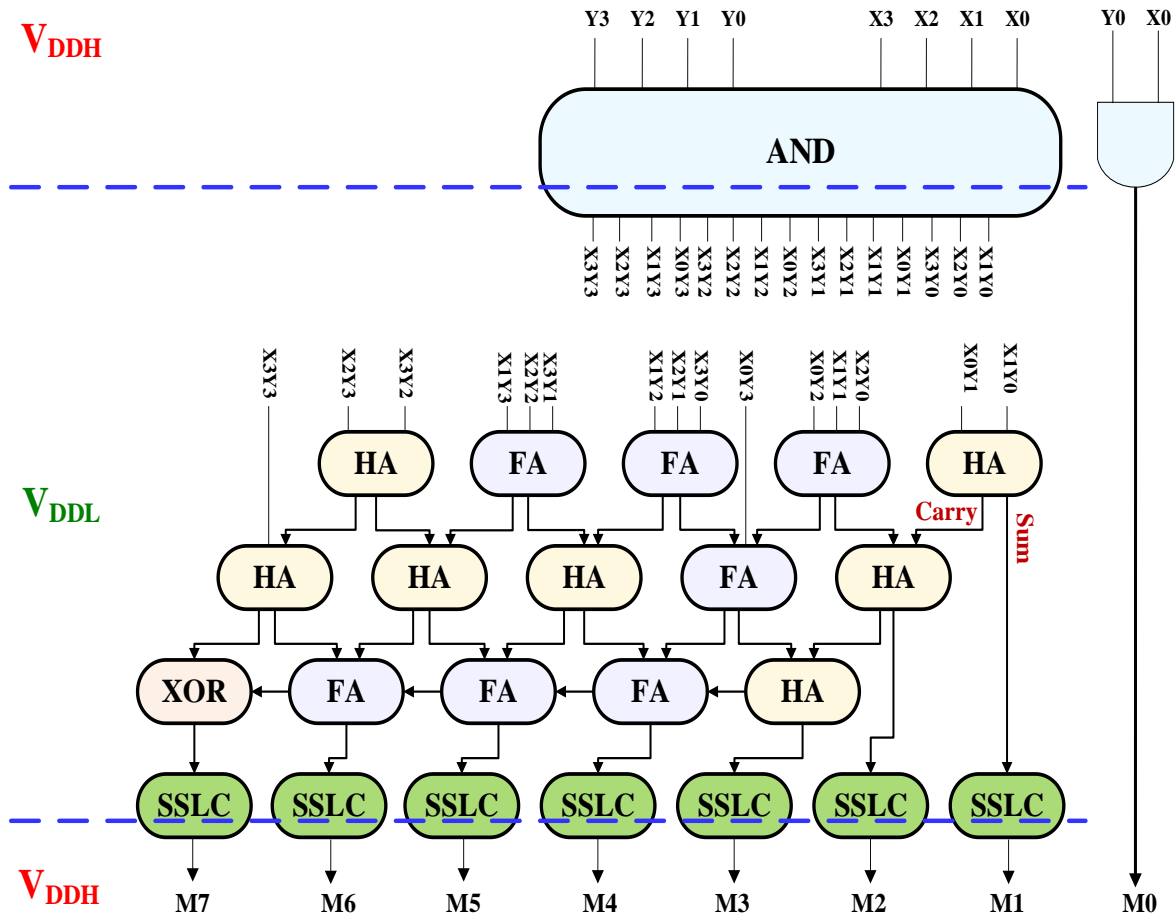 V_DDH
Y3 Y2 Y1 Y0 X3 X2 X1 X0 Y0 X0
AND
X3Y3 X2Y3 X1Y3 X0Y3 X3Y2 X2Y2 X1Y2 X0Y2 X3Y1 X2Y1 X1Y1 X0Y1 X3Y0 X2Y0 X1Y0
X3Y3 X2Y3 X3Y2 X1Y3 X2Y2 X3Y1 X1Y2 X2Y1 X3Y0 X0Y3 X0Y2 X1Y1 X2Y0 X0Y1 X1Y0
HA FA FA FA HA
V_DDL
Carry Sum
HA HA HA FA HA
XOR FA FA FA HA
SSLC SSLC SSLC SSLC SSLC SSLC SSLC
V_DDH
M7 M6 M5 M4 M3 M2 M1 M0